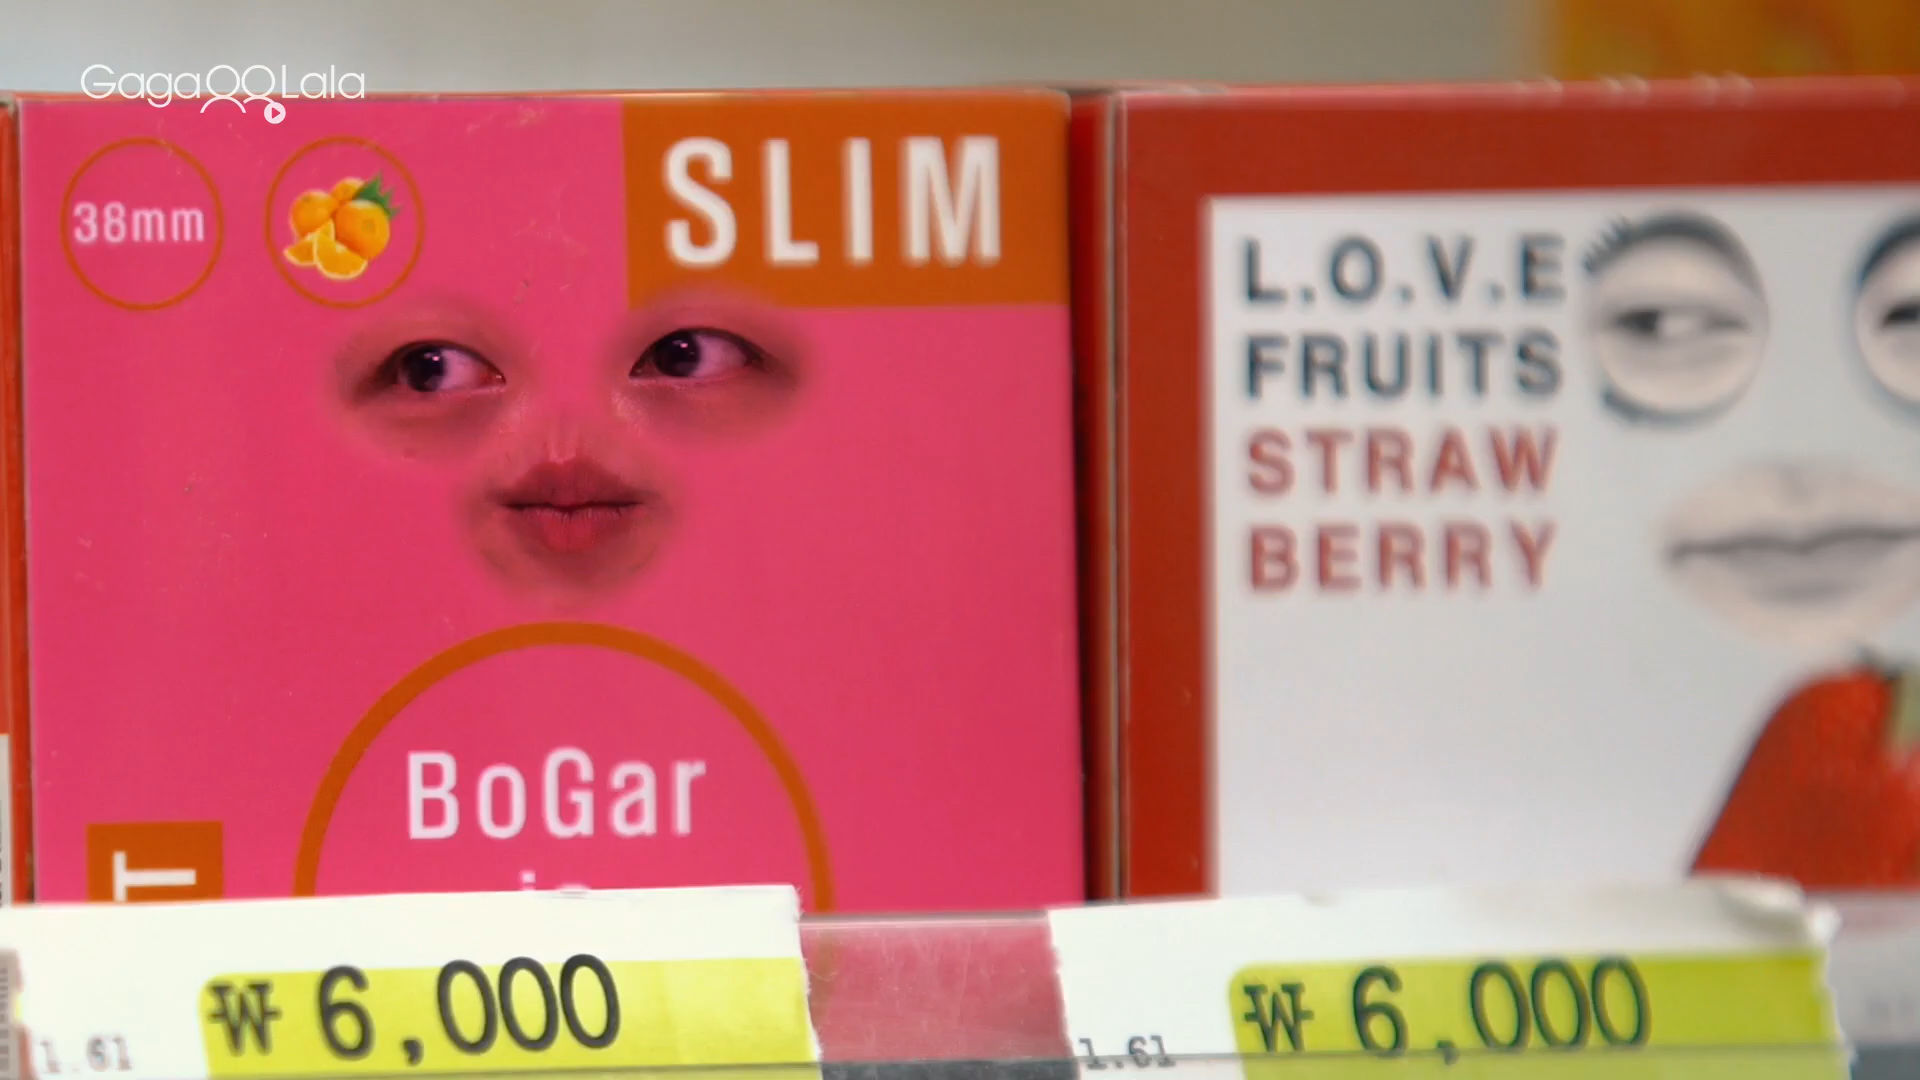 GagaOOLala
38mm
SLIM
BoGar
T
L.O.V.E
FRUITS
STRAW
BERRY
₩ 6,000
1.61
₩ 6,000
1.61